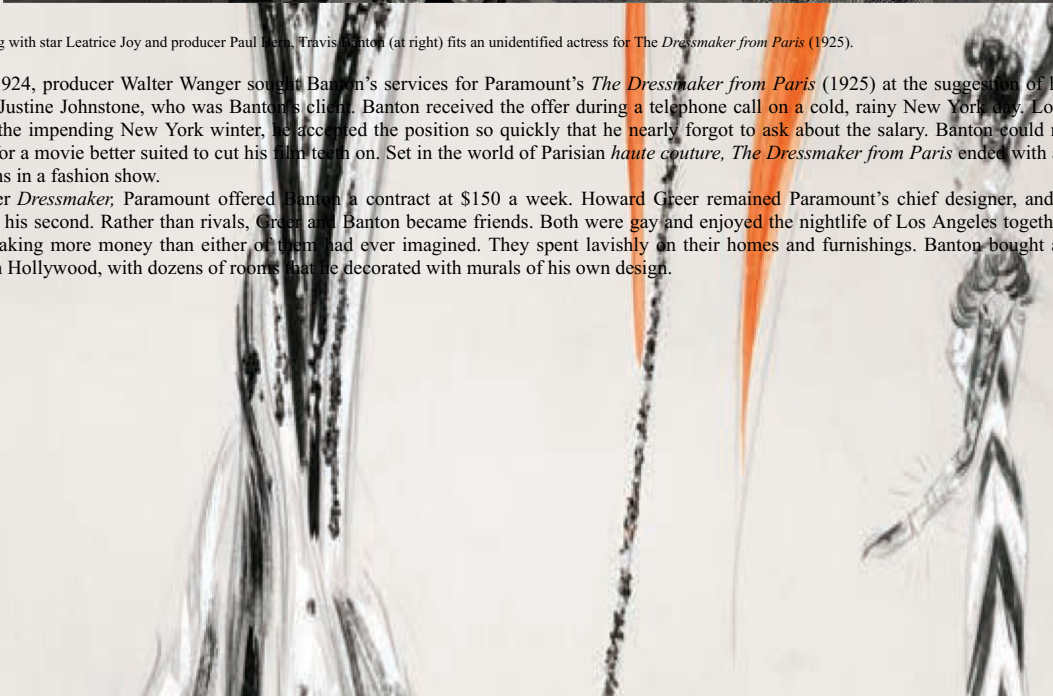 g with star Leatrice Joy and producer Paul Bern, Travis Banton (at right) fits an unidentified actress for The Dressmaker from Paris (1925).
924, producer Walter Wanger sought Banton's services for Paramount's The Dressmaker from Paris (1925) at the suggestion of
Justine Johnstone, who was Banton's client. Banton received the offer during a telephone call on a cold, rainy New York day. Lo
the impending New York winter, he accepted the position so quickly that he nearly forgot to ask about the salary. Banton could
or a movie better suited to cut his film teeth on. Set in the world of Parisian haute couture, The Dressmaker from Paris ended with
ns in a fashion show.
er Dressmaker, Paramount offered Banton a contract at $150 a week. Howard Greer remained Paramount's chief designer, and
his second. Rather than rivals, Greer and Banton became friends. Both were gay and enjoyed the nightlife of Los Angeles togeth
aking more money than either of them had ever imagined. They spent lavishly on their homes and furnishings. Banton bought
n Hollywood, with dozens of rooms that he decorated with murals of his own design.